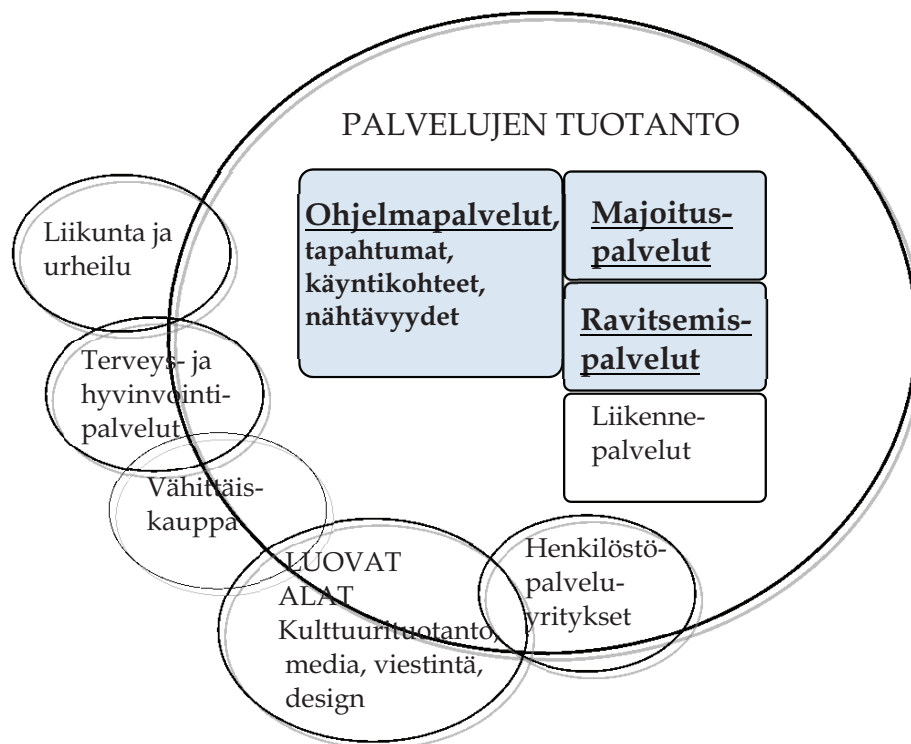 PALVELUJEN TUOTANTO
Ohjelmapalvelut,
tapahtumat,
käyntikohteet,
nähtävyydet
Majoitus-
palvelut
Ravitsemis-
palvelut
Liikenne-
palvelut
Liikunta ja
urheilu
Terveys- ja
hyvinvointi-
palvelut
Vähittäis-
kauppa
LUOVAT
ALAT
Kulttuurituotanto,
media, viestintä,
design
Henkilöstö-
palvelu-
yritykset